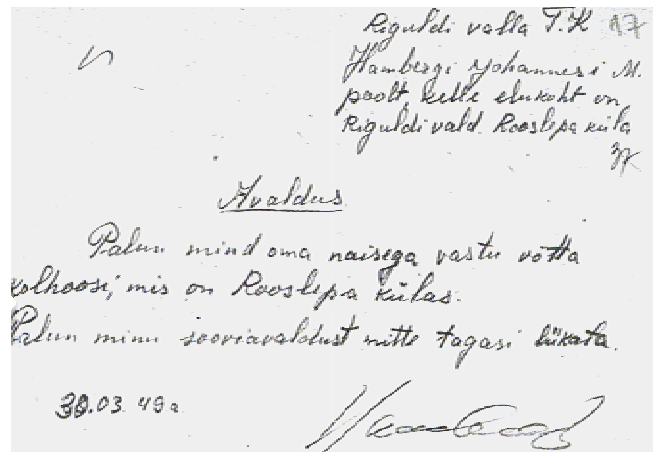 Riguldi valla T.K 17
Hambergi Johannesi M.
poolt, kelle elukoht on
Riguldi vald. Rooslepa küla
Avaldus.
Palun mind oma naisega vastu võtta
kolhoosi, mis on Rooslepa külas.
Palun minu sooviavaldust mitte tagasi lükata.
30.03.49a